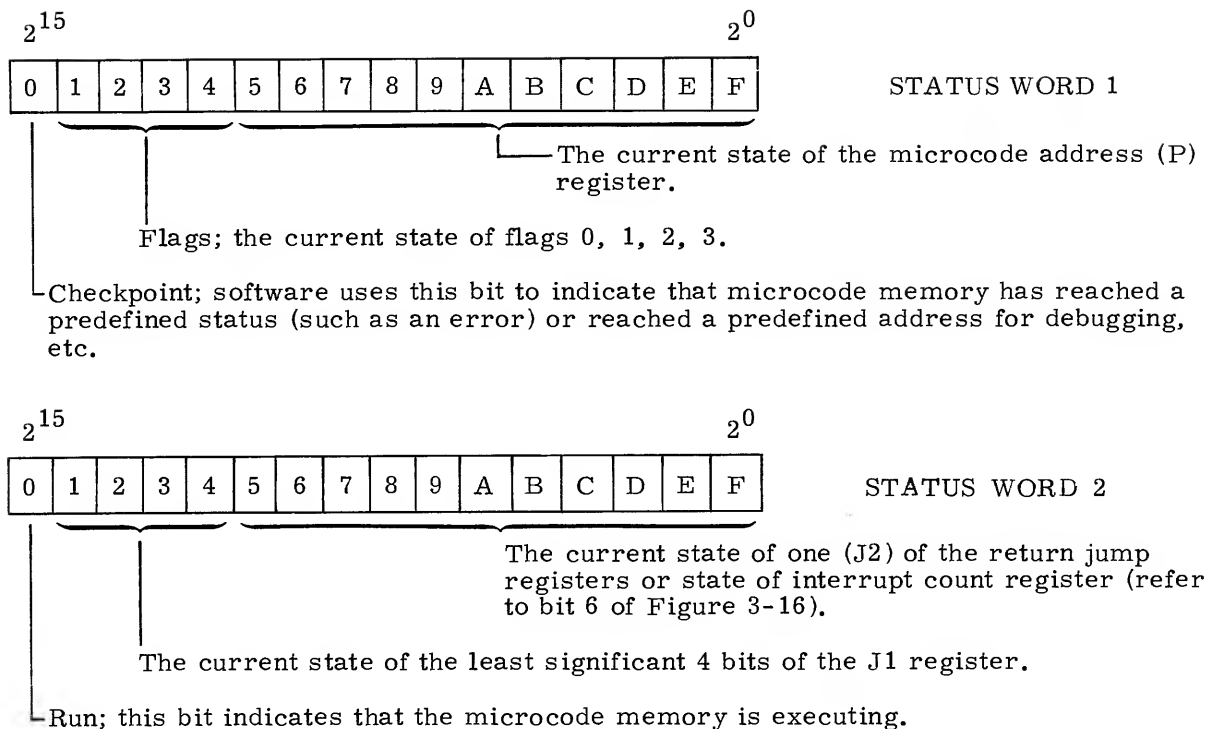 2^15 2^0
0 1 2 3 4 5 6 7 8 9 A B C D E F STATUS WORD 1
The current state of the microcode address (P)
register.
Flags; the current state of flags 0, 1, 2, 3.
Checkpoint; software uses this bit to indicate that microcode memory has reached a
predefined status (such as an error) or reached a predefined address for debugging,
etc.
2^15 2^0
0 1 2 3 4 5 6 7 8 9 A B C D E F STATUS WORD 2
The current state of one (J2) of the return jump
registers or state of interrupt count register (refer
to bit 6 of Figure 3-16).
The current state of the least significant 4 bits of the J1 register.
Run; this bit indicates that the microcode memory is executing.